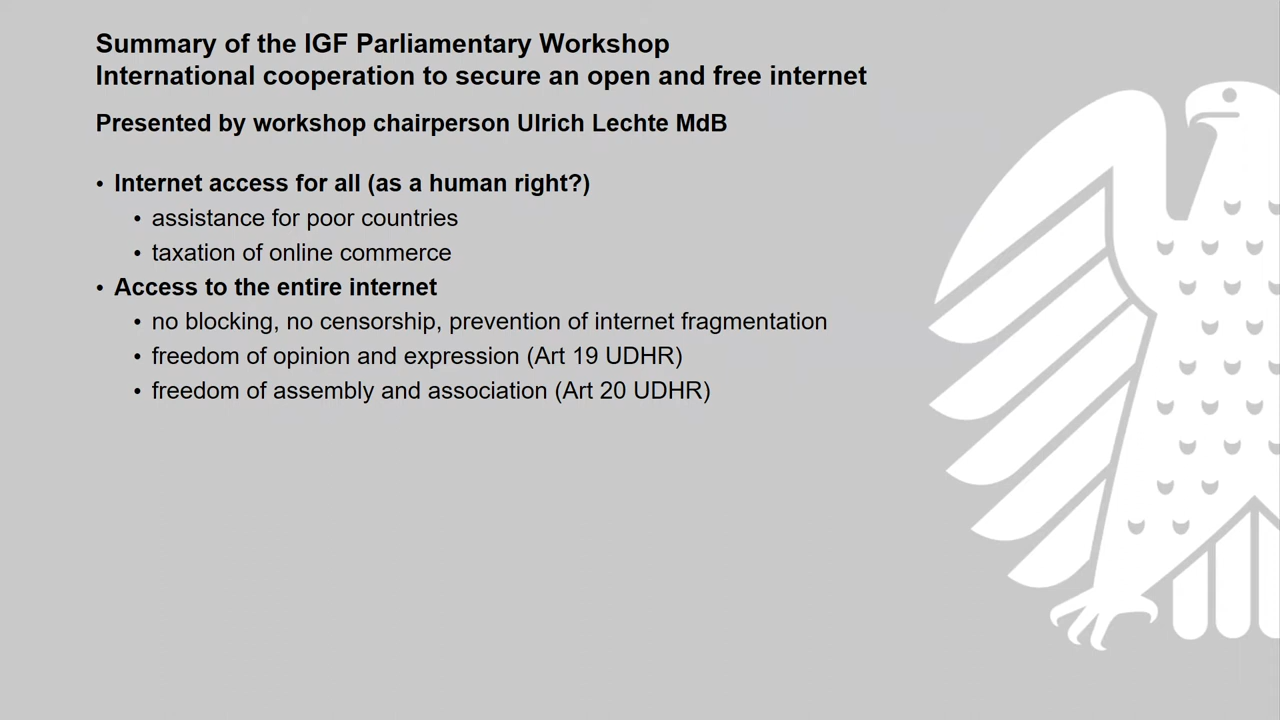 Summary of the IGF Parliamentary Workshop
International cooperation to secure an open and free internet
Presented by workshop chairperson Ulrich Lechte MdB
• Internet access for all (as a human right?)
• assistance for poor countries
• taxation of online commerce
• Access to the entire internet
• no blocking, no censorship, prevention of internet fragmentation
• freedom of opinion and expression (Art 19 UDHR)
• freedom of assembly and association (Art 20 UDHR)